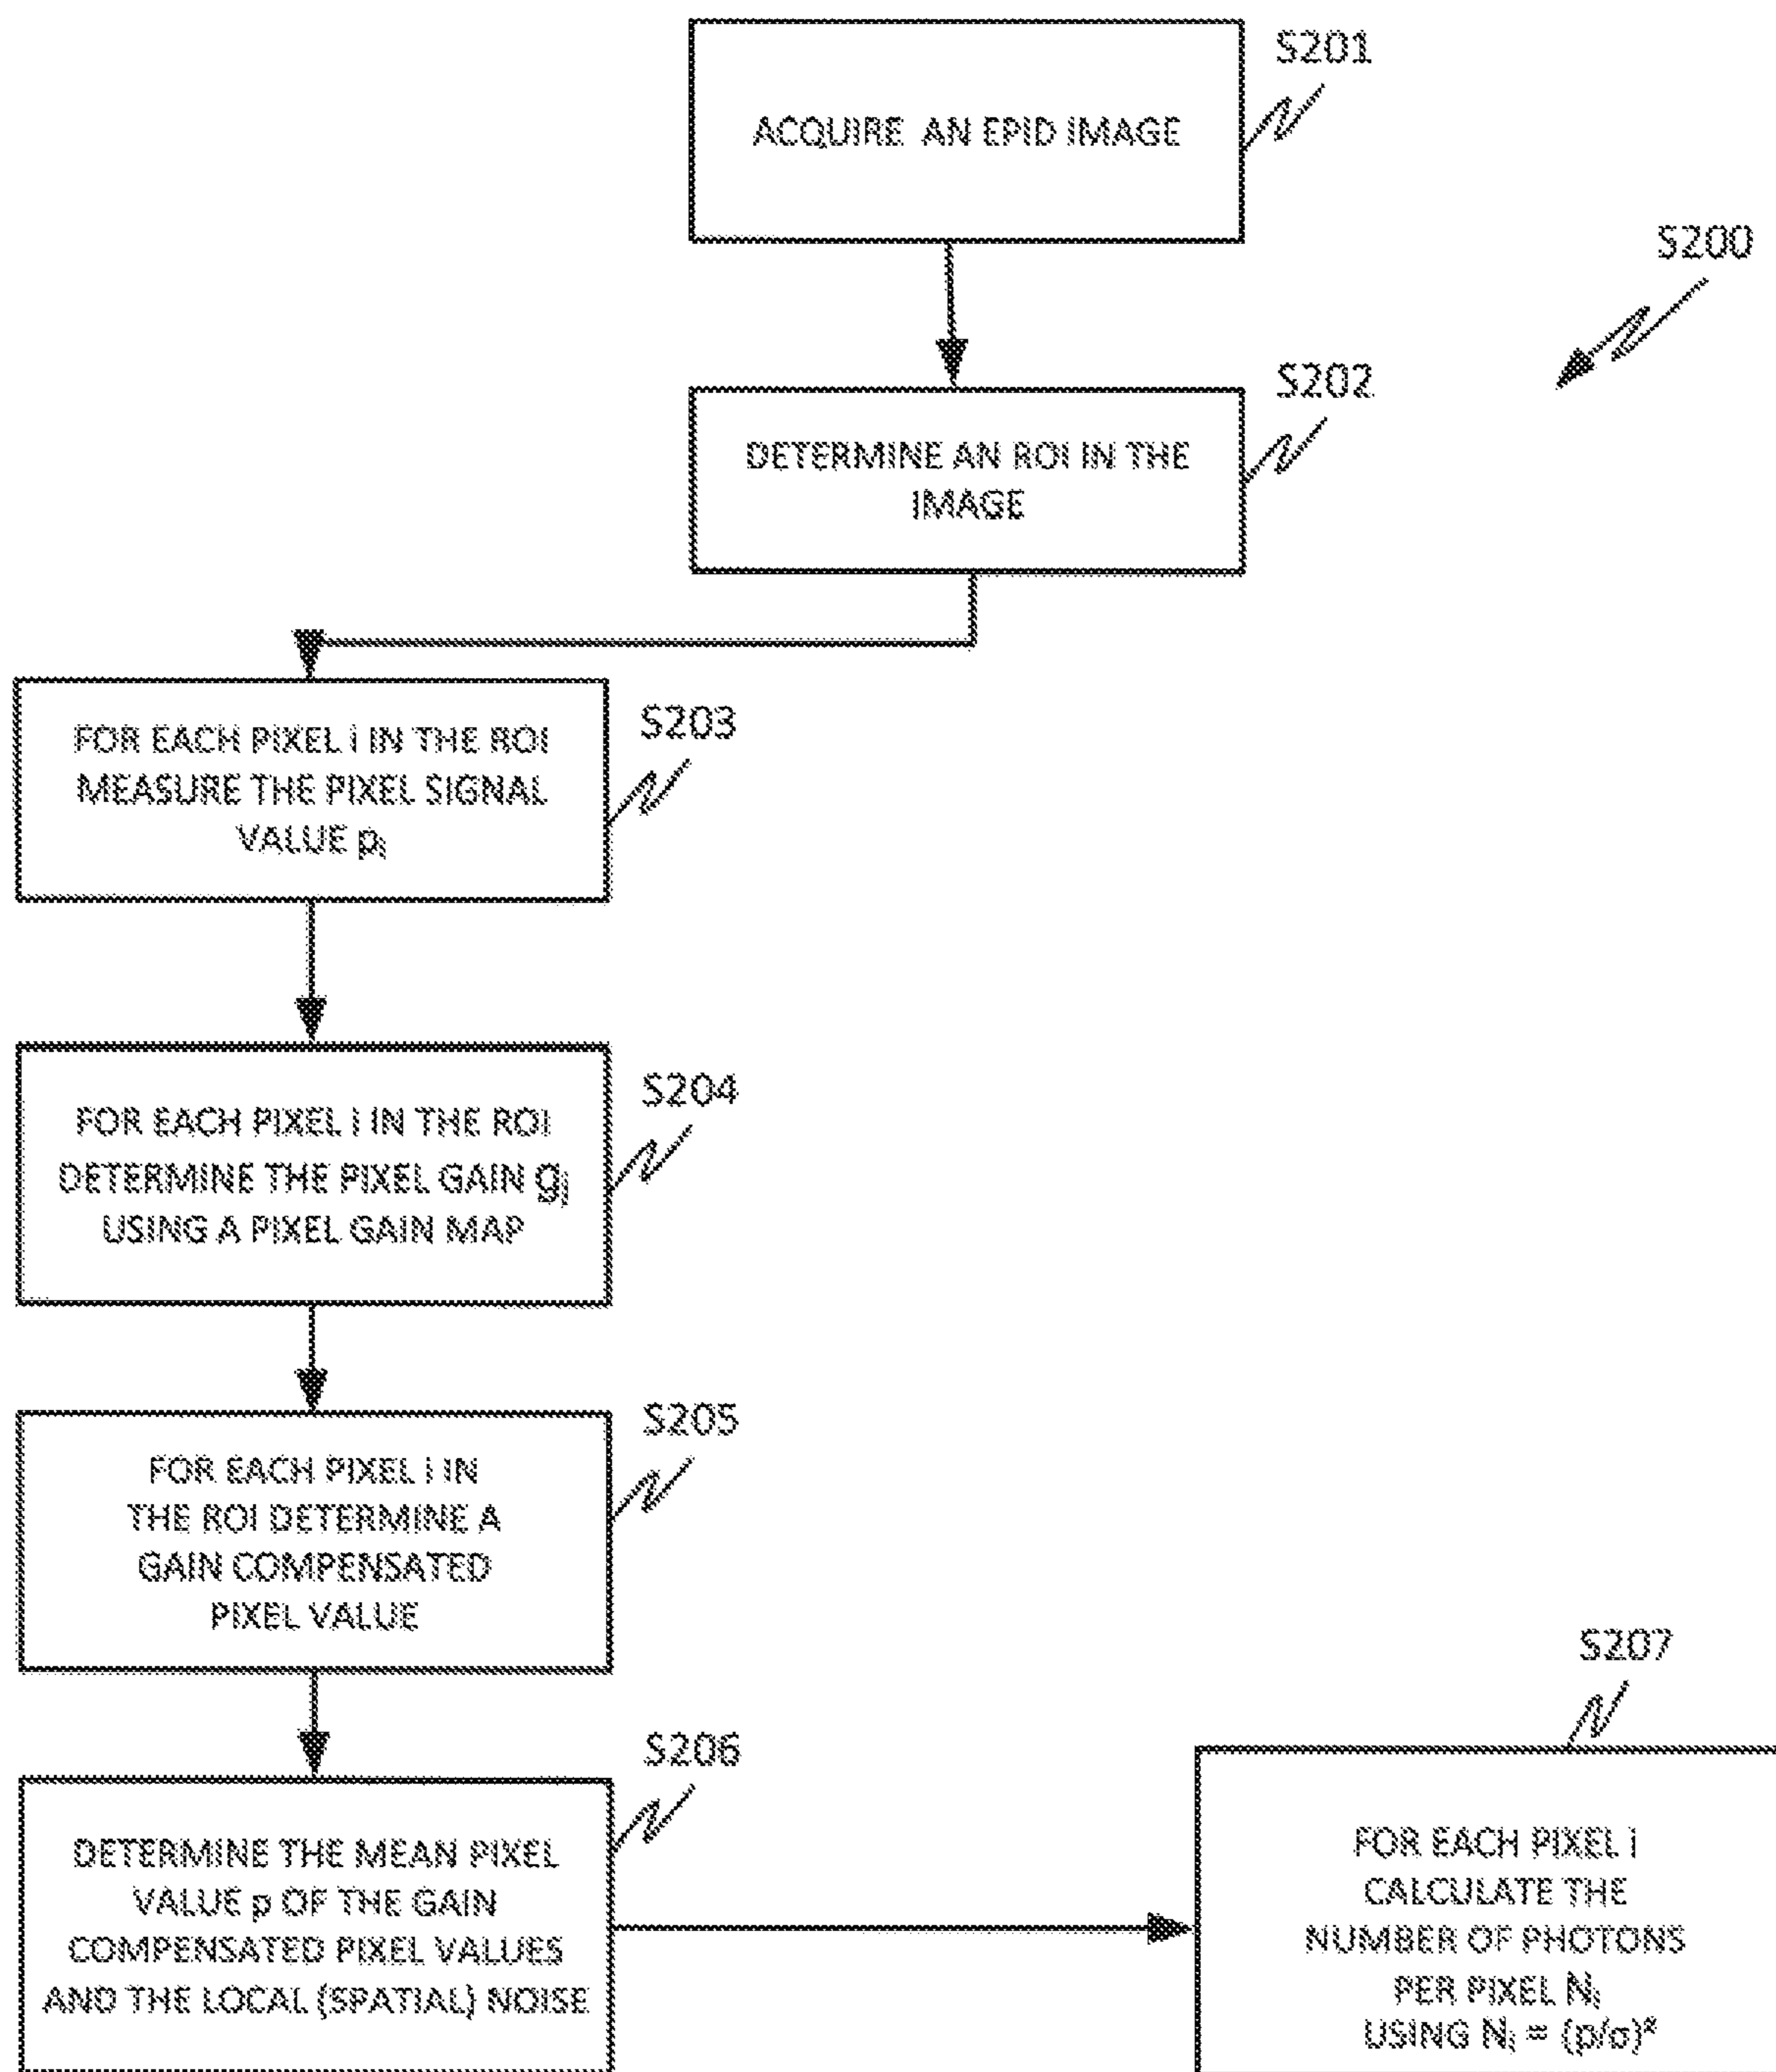 S201
ACQUIRE AN EPID IMAGE
S200
S202
DETERMINE AN ROI IN THE
IMAGE
S203
FOR EACH PIXEL i IN THE ROI
MEASURE THE PIXEL SIGNAL
VALUE pᵢ
S204
FOR EACH PIXEL i IN THE ROI
DETERMINE THE PIXEL GAIN gᵢ
USING A PIXEL GAIN MAP
S205
FOR EACH PIXEL i IN
THE ROI DETERMINE A
GAIN COMPENSATED
PIXEL VALUE
S206
DETERMINE THE MEAN PIXEL
VALUE p OF THE GAIN
COMPENSATED PIXEL VALUES
AND THE LOCAL (SPATIAL) NOISE
S207
FOR EACH PIXEL i
CALCULATE THE
NUMBER OF PHOTONS
PER PIXEL Nᵢ
USING Nᵢ = (p/σ)²